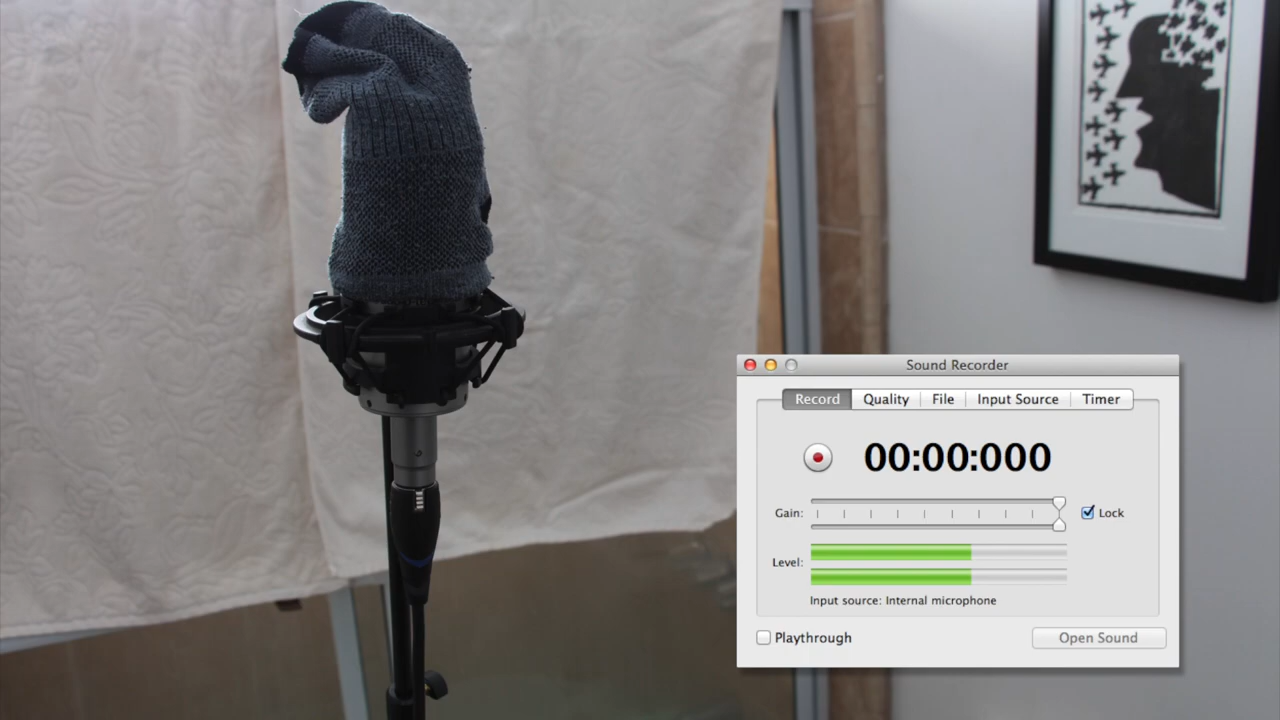 Sound Recorder
Record Quality File Input Source Timer
00:00:000
Gain: Lock
Level:
Input source: Internal microphone
Playthrough Open Sound